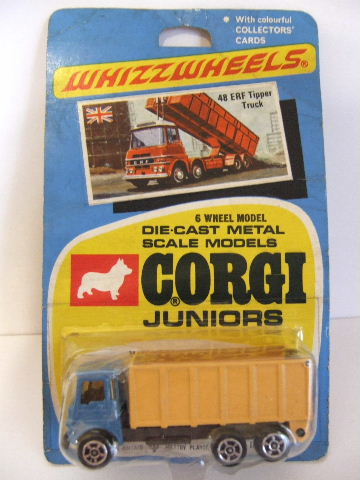 With colourful
COLLECTORS'
CARDS
WHIZZWHEELS®
48 ERF Tipper
Truck
ERF
6 WHEEL MODEL
DIE-CAST METAL
SCALE MODELS
CORGI®
JUNIORS